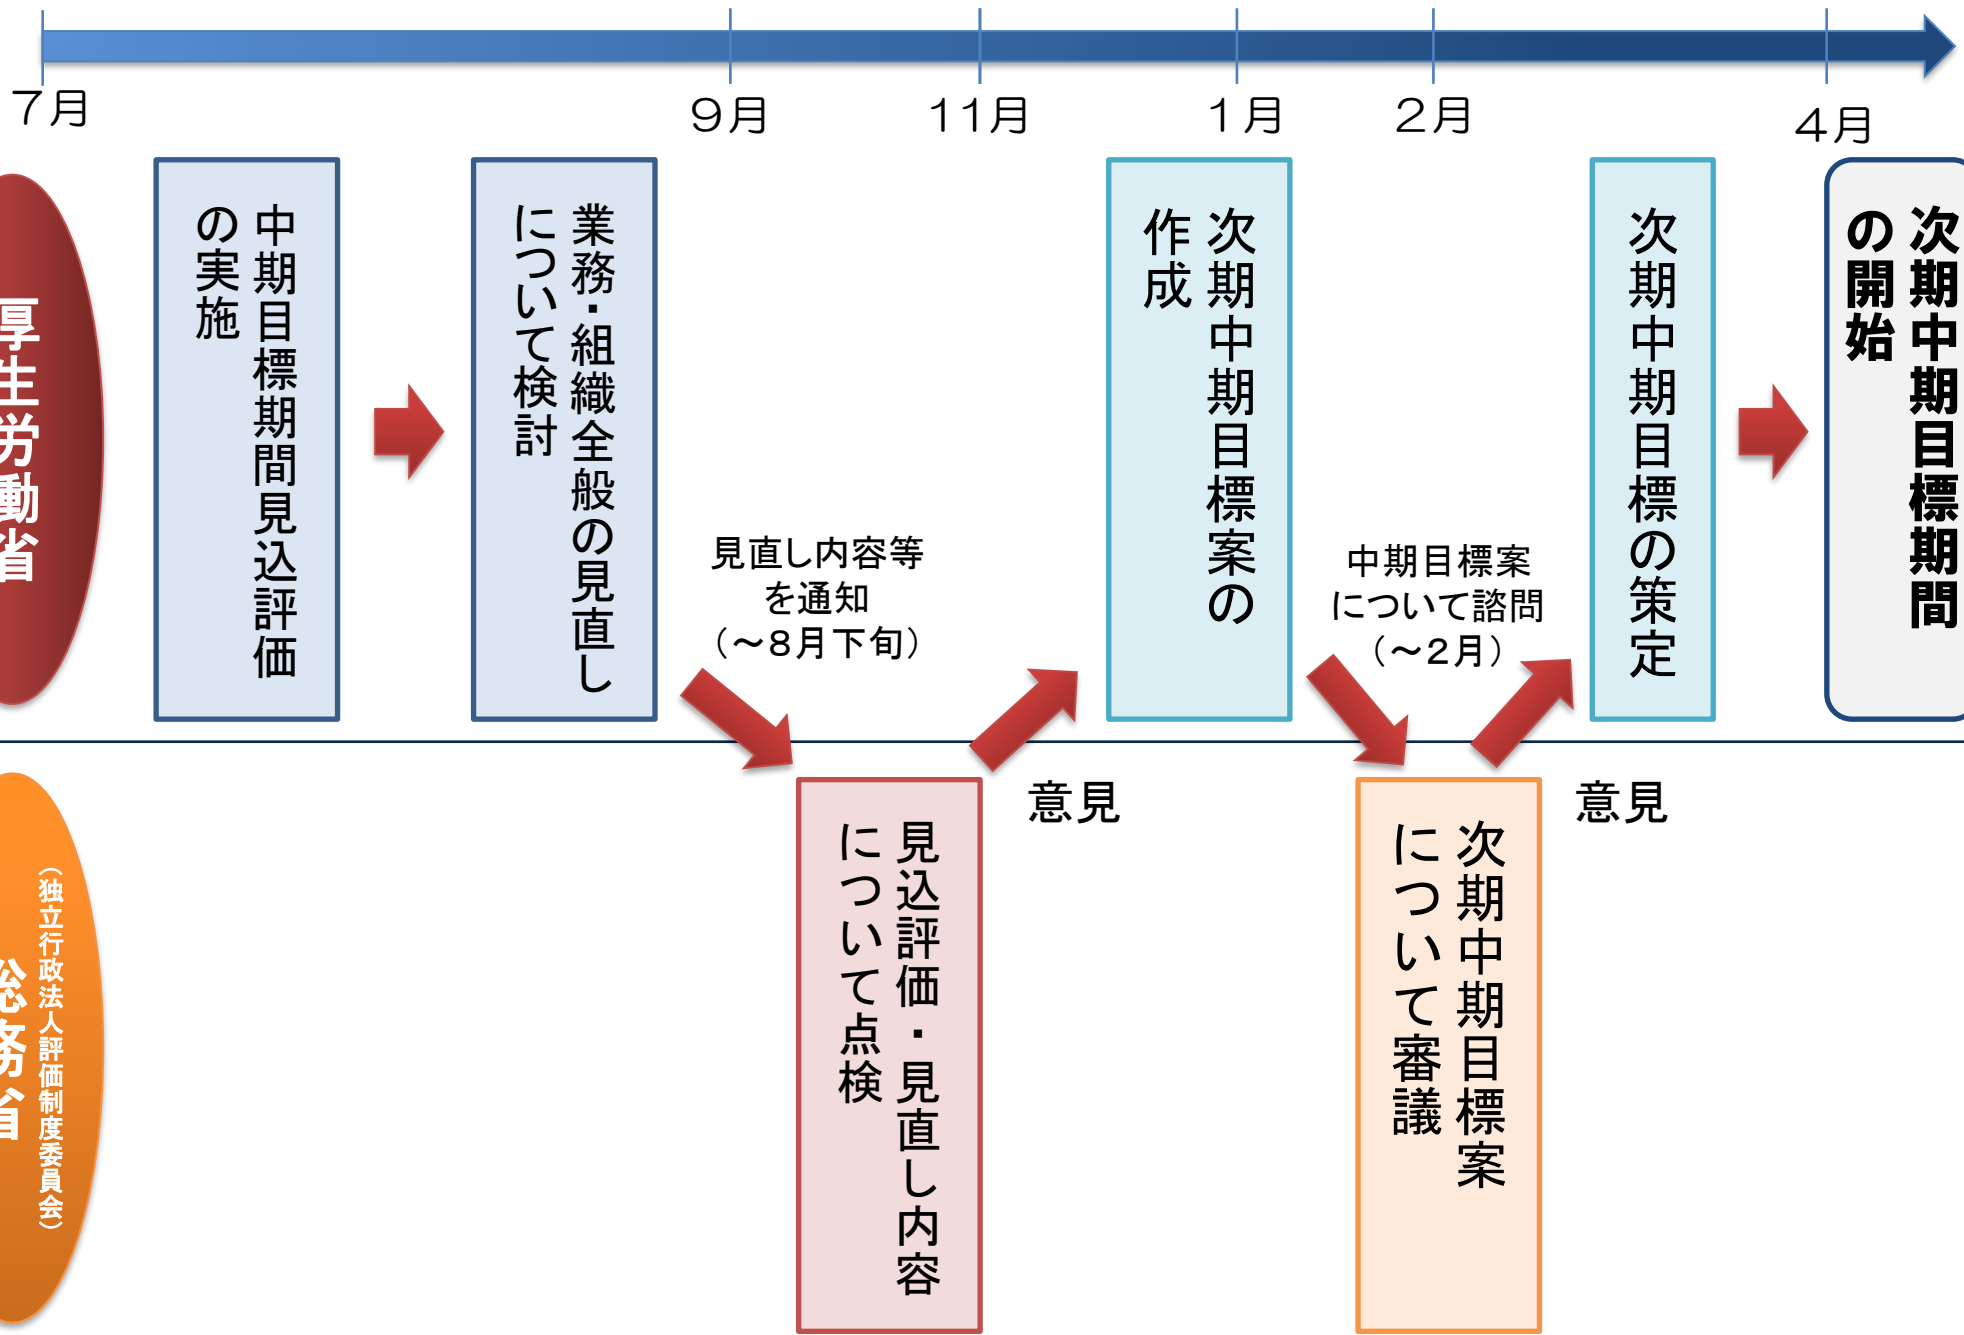 ７月
９月
１１月
１月
２月
４月
厚生労働省
中期目標期間見込評価
の実施
業務・組織全般の見直し
について検討
見直し内容等
を通知
（～８月下旬）
次期中期目標案の
作成
中期目標案
について諮問
（～２月）
次期中期目標の策定
次期中期目標期間
の開始
（独立行政法人評価制度委員会）
総務省
見込評価・見直し内容
について点検
意見
次期中期目標案
について審議
意見